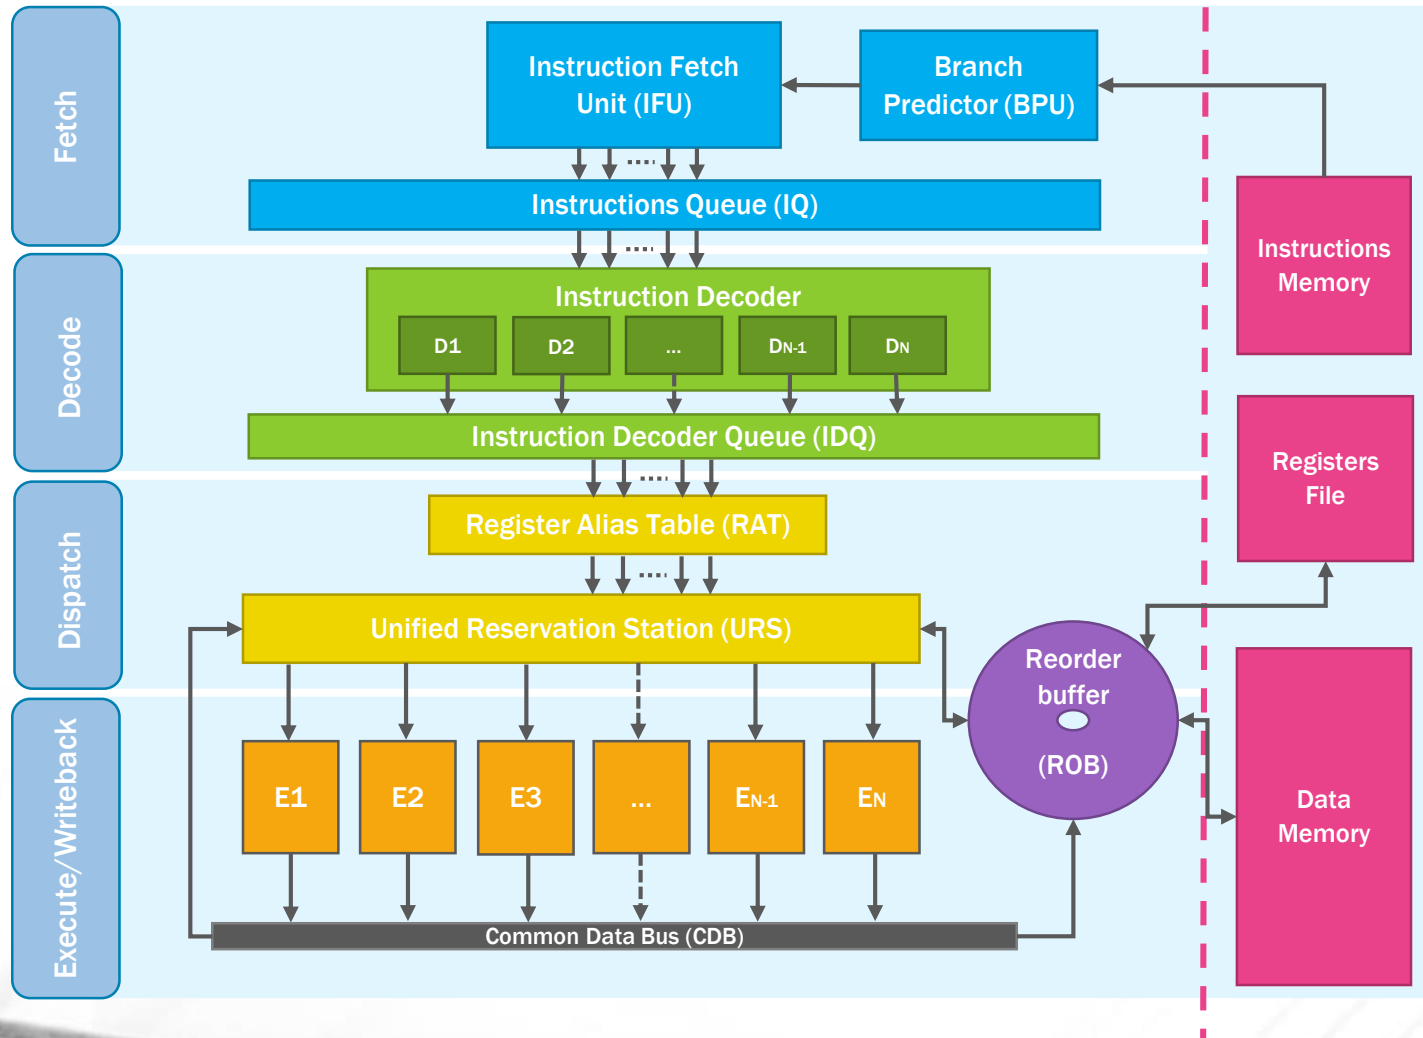 Fetch
Instruction Fetch
Unit (IFU)
Branch
Predictor (BPU)
Instructions Queue (IQ)
Instructions
Memory
Decode
Instruction Decoder
D1
D2
...
DN-1
DN
Instruction Decoder Queue (IDQ)
Registers
File
Dispatch
Register Alias Table (RAT)
Unified Reservation Station (URS)
Reorder
buffer
(ROB)
Execute/Writeback
E1
E2
E3
...
EN-1
EN
Data
Memory
Common Data Bus (CDB)